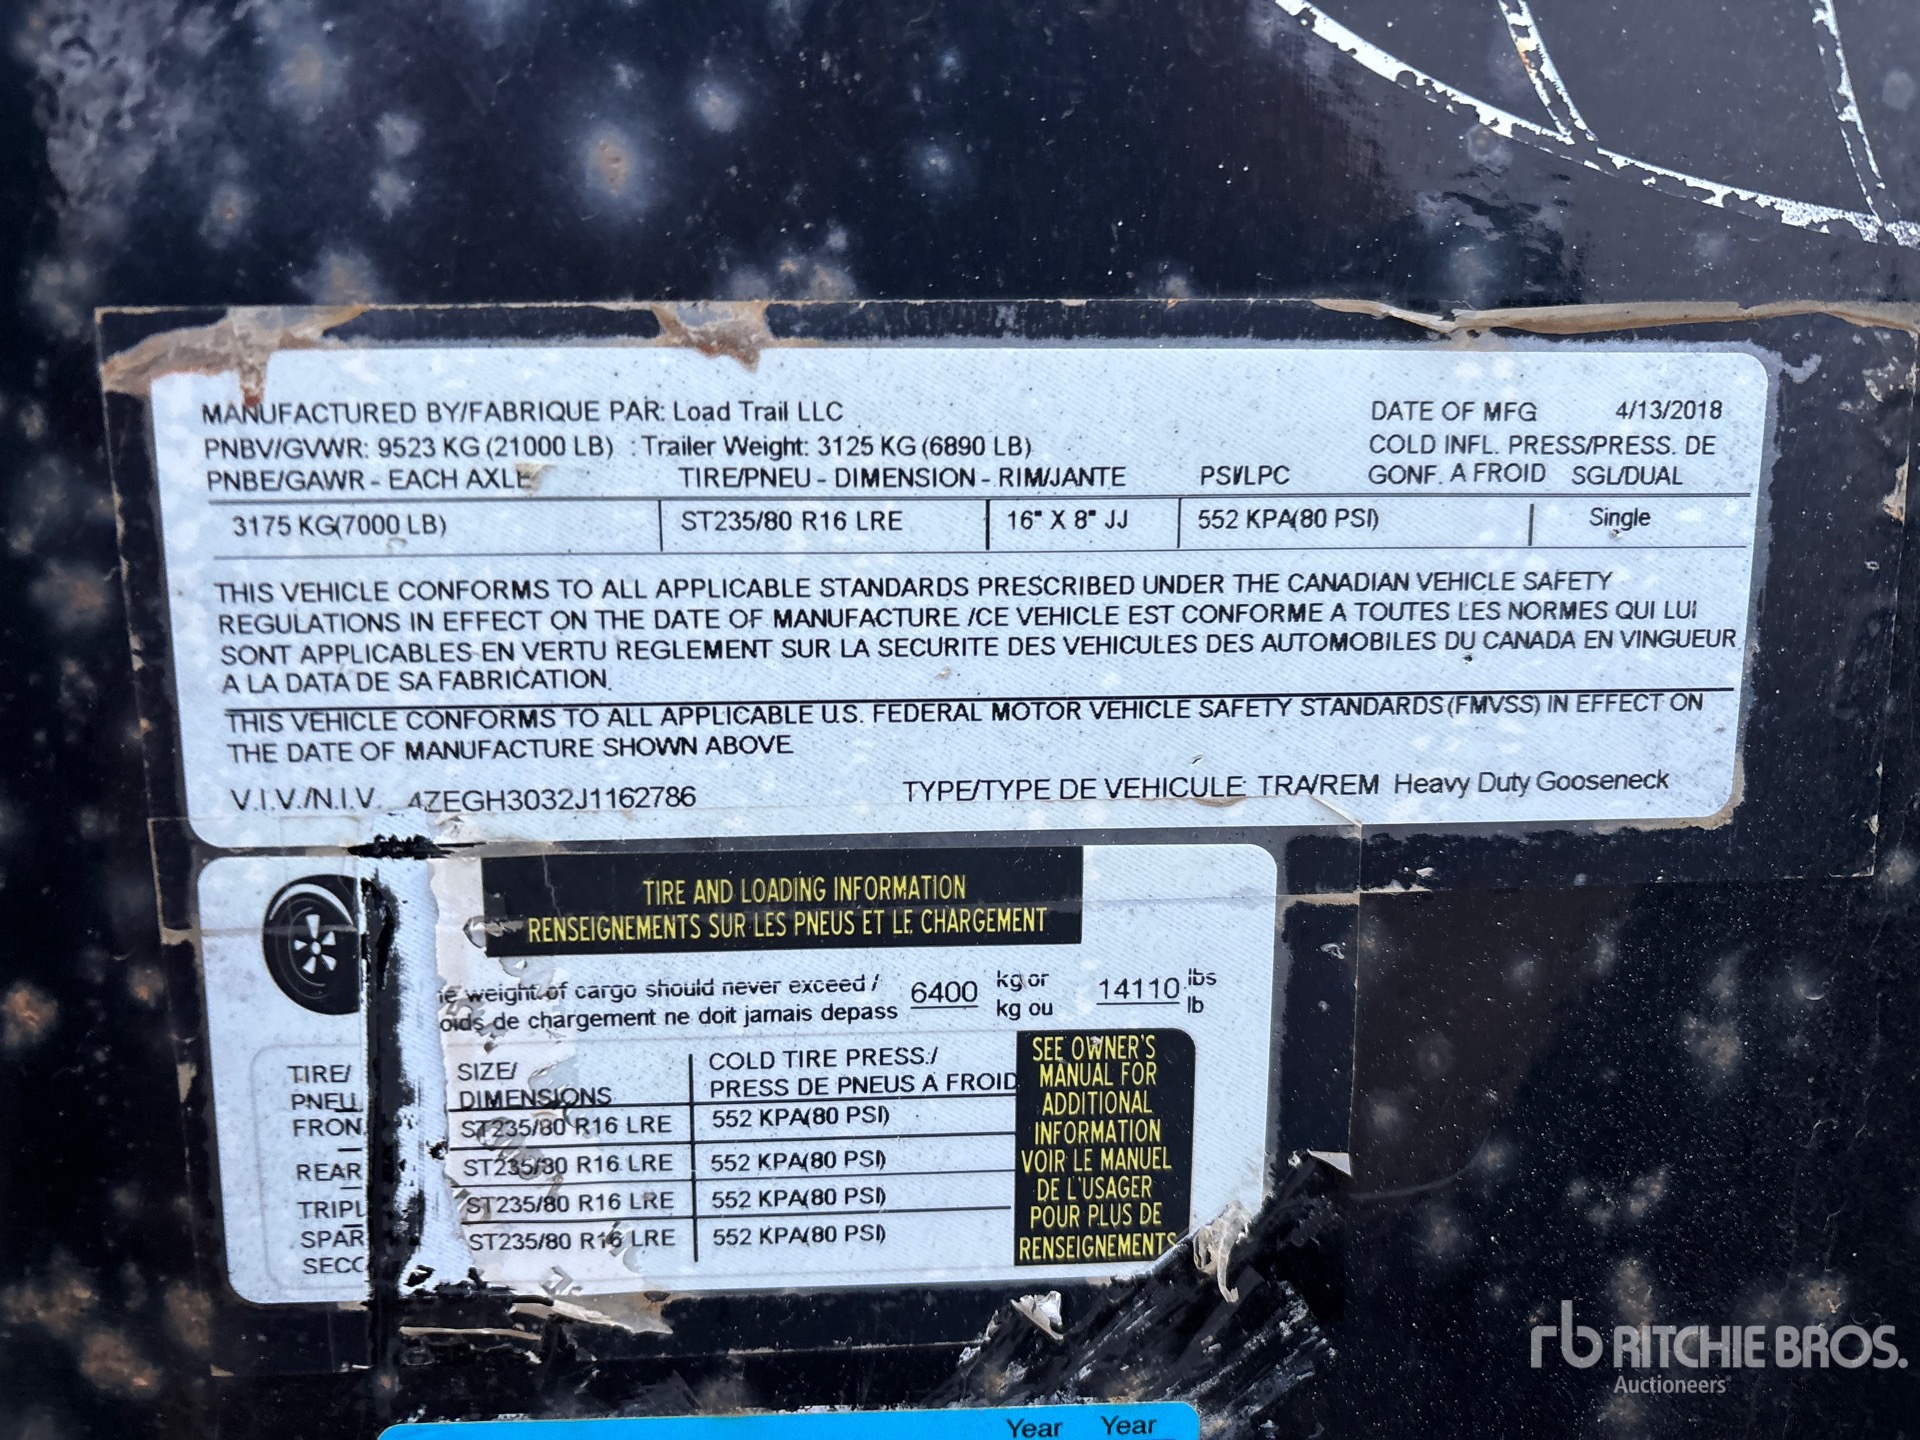 MANUFACTURED BY/FABRIQUE PAR: Load Trail LLC DATE OF MFG 4/13/2018
PNBV/GVWR: 9523 KG (21000 LB) : Trailer Weight: 3125 KG (6890 LB) COLD INFL. PRESS/PRESS. DE
PNBE/GAWR - EACH AXLE TIRE/PNEU - DIMENSION - RIM/JANTE PSI/LPC GONF. A FROID SGL/DUAL
3175 KG(7000 LB) ST235/80 R16 LRE 16" X 8" JJ 552 KPA(80 PSI) Single
THIS VEHICLE CONFORMS TO ALL APPLICABLE STANDARDS PRESCRIBED UNDER THE CANADIAN VEHICLE SAFETY
REGULATIONS IN EFFECT ON THE DATE OF MANUFACTURE /CE VEHICLE EST CONFORME A TOUTES LES NORMES QUI LUI
SONT APPLICABLES EN VERTU REGLEMENT SUR LA SECURITE DES VEHICULES DES AUTOMOBILES DU CANADA EN VINGUEUR
A LA DATA DE SA FABRICATION.
THIS VEHICLE CONFORMS TO ALL APPLICABLE U.S. FEDERAL MOTOR VEHICLE SAFETY STANDARDS (FMVSS) IN EFFECT ON
THE DATE OF MANUFACTURE SHOWN ABOVE
V.I.V./N.I.V. 4ZEGH3032J1162786 TYPE/TYPE DE VEHICULE: TRA/REM Heavy Duty Gooseneck
TIRE AND LOADING INFORMATION
RENSEIGNEMENTS SUR LES PNEUS ET LE CHARGEMENT
weight of cargo should never exceed / 6400 kg or 14110 lbs
de chargement ne doit jamais depass kg ou lb
TIRE/ SIZE/ COLD TIRE PRESS./
PNEU DIMENSIONS PRESS DE PNEUS A FROID
FRON ST235/80 R16 LRE 552 KPA(80 PSI)
REAR ST235/80 R16 LRE 552 KPA(80 PSI)
TRIPL ST235/80 R16 LRE 552 KPA(80 PSI)
SPAR ST235/80 R16 LRE 552 KPA(80 PSI)
SECO
SEE OWNER'S
MANUAL FOR
ADDITIONAL
INFORMATION
VOIR LE MANUEL
DE L'USAGER
POUR PLUS DE
RENSEIGNEMENTS
Year Year
rb RITCHIE BROS.
Auctioneers